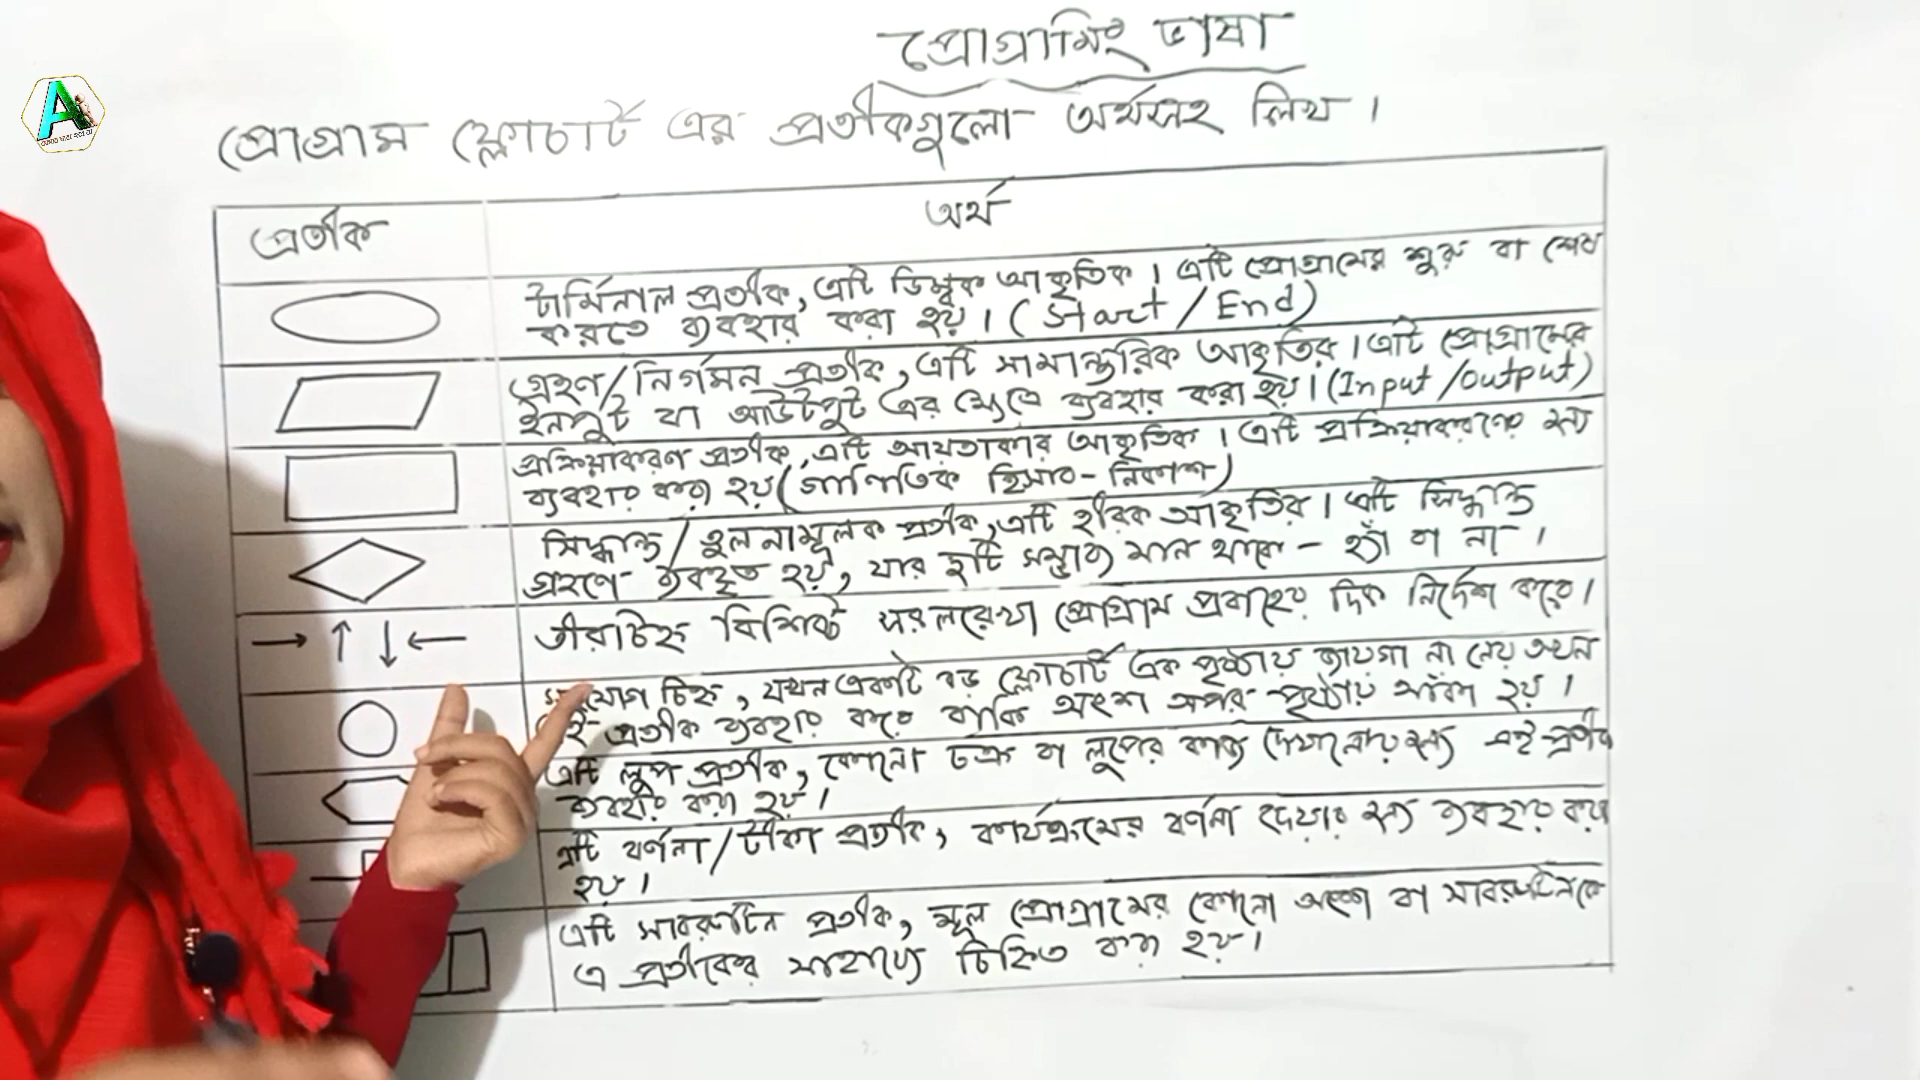 প্রোগ্রামিং ভাষা
প্রোগ্রাম ফ্লোচার্ট এর প্রতীকগুলো অর্থসহ লিখ।
প্রতীক
অর্থ
টার্মিনাল প্রতীক, এটি ডিম্বক আকৃতিক। এটি প্রোগ্রামের শুরু বা শেষ
করতে ব্যবহার করা হয়। (Start / End)
গ্রহণ/নির্গমন প্রতীক, এটি সামান্তরিক আকৃতির। এটি প্রোগ্রামের
ইনপুট বা আউটপুট এর ক্ষেত্রে ব্যবহার করা হয়। (Input /output)
প্রক্রিয়াকরণ প্রতীক, এটি আয়তাকার আকৃতিক। এটি প্রক্রিয়াকরণের জন্য
ব্যবহার করা হয় (গাণিতিক হিসাব-নিকাশ)
সিদ্ধান্ত/তুলনামূলক প্রতীক, এটি হীরক আকৃতির। এটি সিদ্ধান্ত
গ্রহণে ব্যবহৃত হয়, যার দুটি সম্ভাব্য মান থাকে - হ্যাঁ বা না।
তীরচিহ্ন বিশিষ্ট সরলরেখা প্রোগ্রাম প্রবাহের দিক নির্দেশ করে।
সংযোগ চিহ্ন, যখন একটি বড় ফ্লোচার্ট এক পৃষ্ঠায় জায়গা না নেয় তখন
এই প্রতীক ব্যবহার করে বাকি অংশ অপর পৃষ্ঠায় আঁকা হয়।
এটি লুপ প্রতীক, কোনো চক্র বা লুপের কাজ দেখানোর জন্য এই প্রতীক
ব্যবহার করা হয়।
এটি বর্ণনা/টীকা প্রতীক, কার্যক্রমের বর্ণনা দেয়ার জন্য ব্যবহার করা
হয়।
এটি সাবরুটিন প্রতীক, মূল প্রোগ্রামের কোনো অংশ বা সাবরুটিনকে
এ প্রতীকের সাহায্যে চিহ্নিত করা হয়।